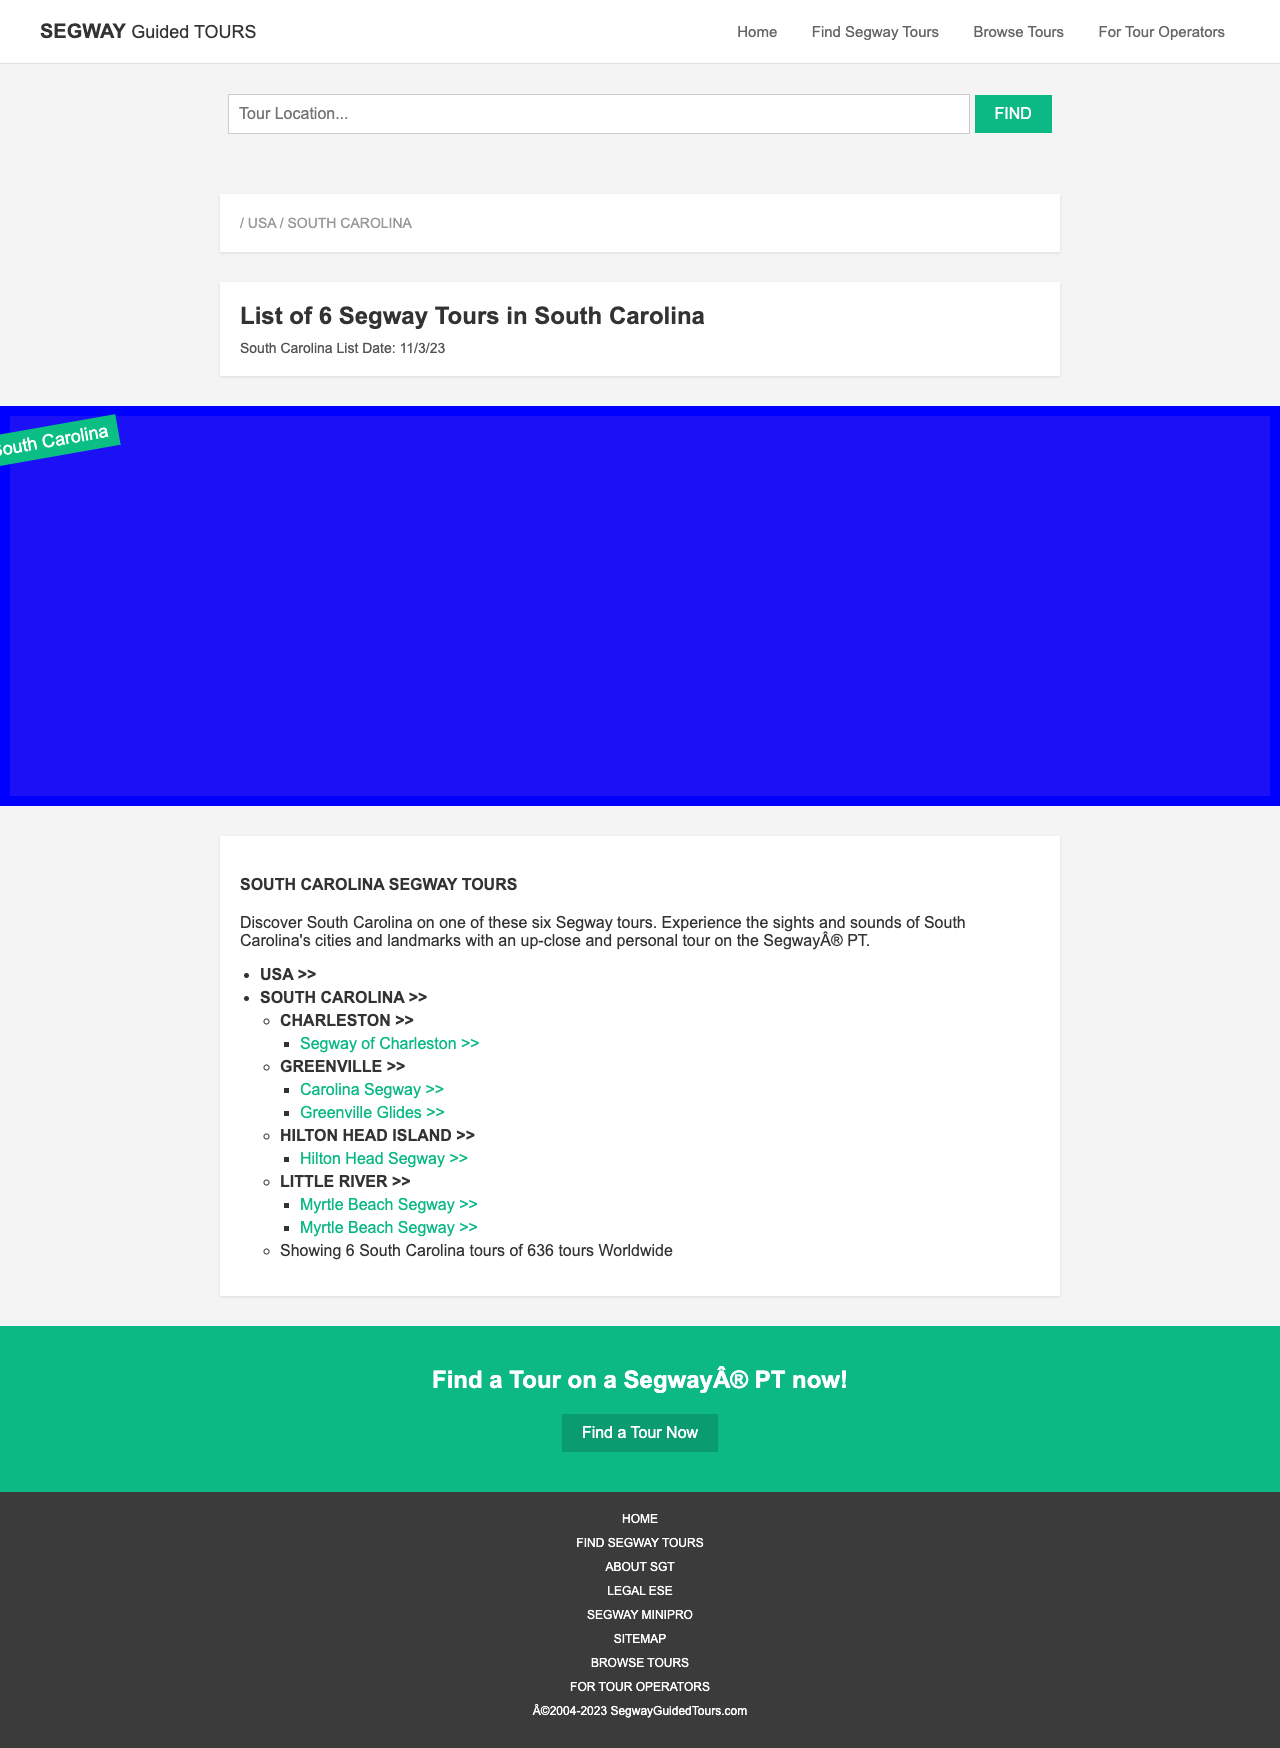 SEGWAY Guided TOURS
Home
Find Segway Tours
Browse Tours
For Tour Operators
Tour Location...
FIND
/ USA / SOUTH CAROLINA
List of 6 Segway Tours in South Carolina
South Carolina List Date: 11/3/23
South Carolina
SOUTH CAROLINA SEGWAY TOURS
Discover South Carolina on one of these six Segway tours. Experience the sights and sounds of South
Carolina's cities and landmarks with an up-close and personal tour on the SegwayÂ® PT.
USA >>
SOUTH CAROLINA >>
CHARLESTON >>
Segway of Charleston >>
GREENVILLE >>
Carolina Segway >>
Greenville Glides >>
HILTON HEAD ISLAND >>
Hilton Head Segway >>
LITTLE RIVER >>
Myrtle Beach Segway >>
Myrtle Beach Segway >>
Showing 6 South Carolina tours of 636 tours Worldwide
Find a Tour on a SegwayÂ® PT now!
Find a Tour Now
HOME
FIND SEGWAY TOURS
ABOUT SGT
LEGAL ESE
SEGWAY MINIPRO
SITEMAP
BROWSE TOURS
FOR TOUR OPERATORS
Â©2004-2023 SegwayGuidedTours.com